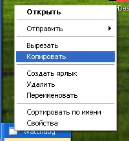 Открыть
Отправить
Вырезать
Копировать
Создать ярлык
Удалить
Переименовать
Сортировать по имени
Свойства